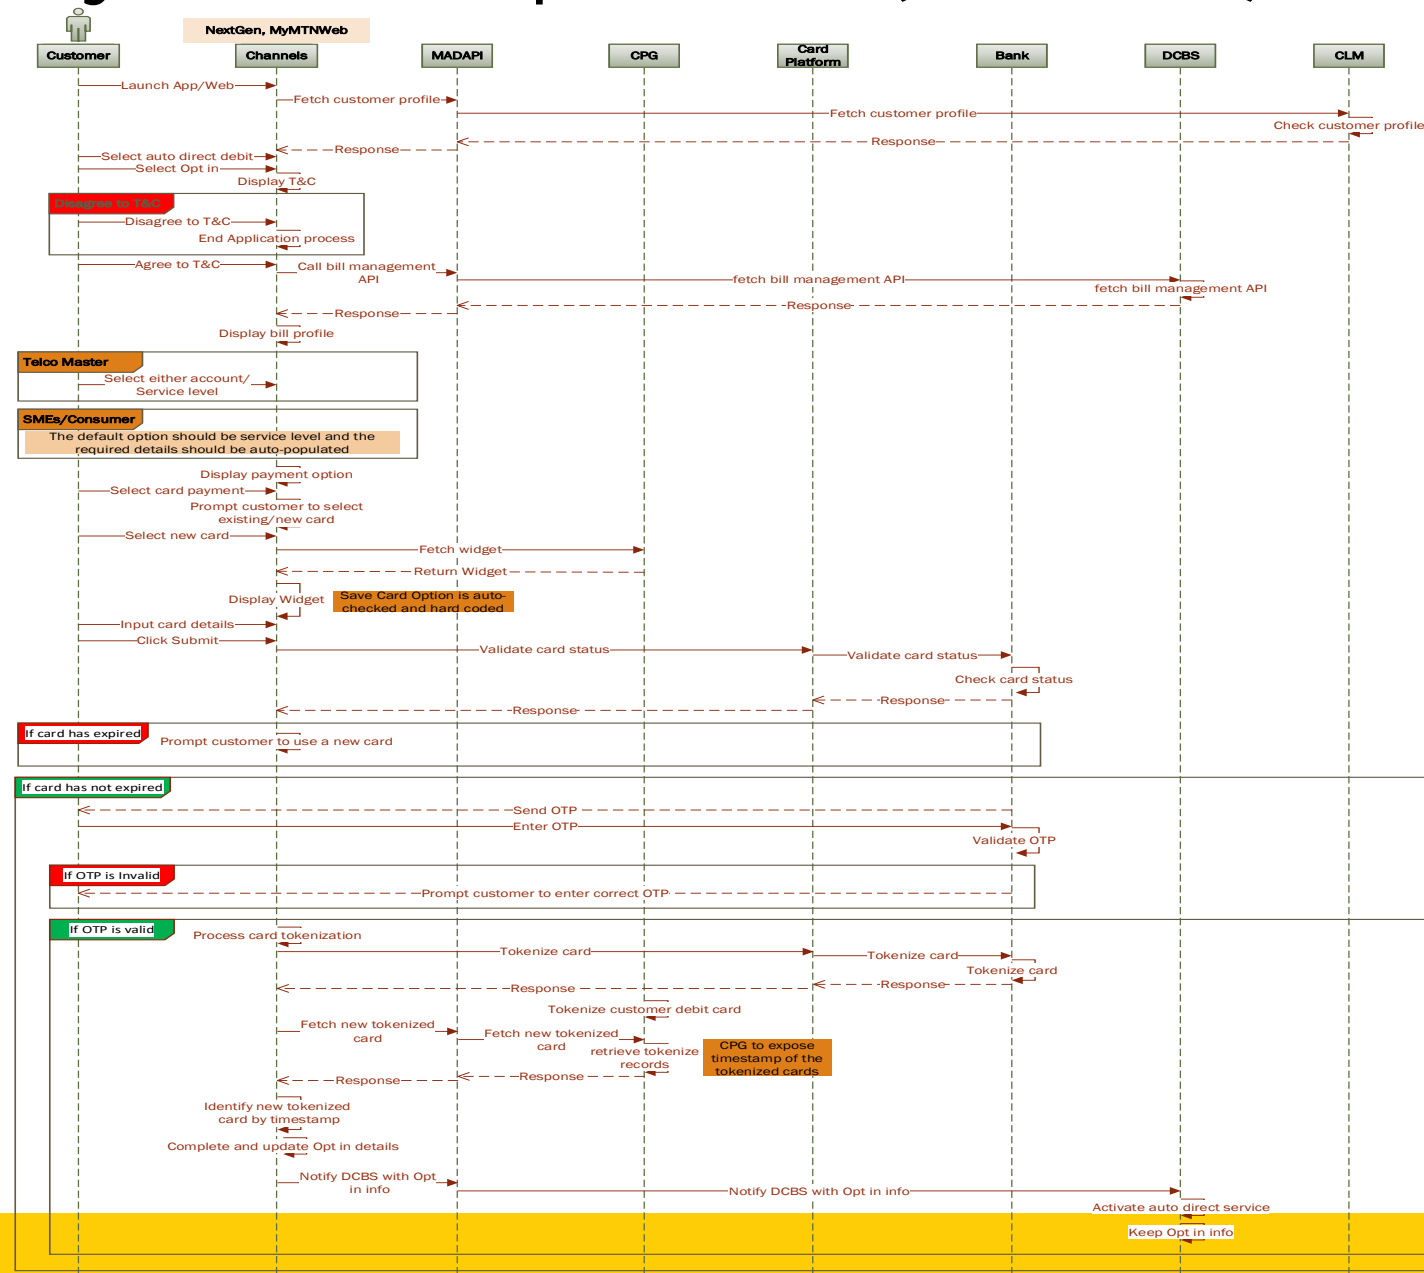 NextGen, MyMTNWeb
Customer
Channels
MADAPI
CPG
Card
Platform
Bank
DCBS
CLM
Launch App/Web
Fetch customer profile
Fetch customer profile
Check customer profile
Response
Response
Select auto direct debit
Select Opt in
Display T&C
Disagree to T&C
Disagree to T&C
End Application process
Agree to T&C
Call bill management
API
fetch bill management API
fetch bill management API
Response
Response
Display bill profile
Telco Master
Select either account/
Service level
SMEs/Consumer
The default option should be service level and the
required details should be auto-populated
Display payment option
Select card payment
Prompt customer to select
existing/new card
Select new card
Fetch widget
Return Widget
Display Widget
Save Card Option is auto-
checked and hard coded
Input card details
Click Submit
Validate card status
Validate card status
Check card status
Response
Response
If card has expired
Prompt customer to use a new card
If card has not expired
Send OTP
Enter OTP
Validate OTP
If OTP is Invalid
Prompt customer to enter correct OTP
If OTP is valid
Process card tokenization
Tokenize card
Tokenize card
Tokenize card
Response
Response
Tokenize customer debit card
Fetch new tokenized
card
Fetch new tokenized
card
retrieve tokenize
records
CPG to expose
timestamp of the
tokenized cards
Response
Response
Identify new tokenized
card by timestamp
Complete and update Opt in details
Notify DCBS with Opt
in info
Notify DCBS with Opt in info
Activate auto direct service
Keep Opt in info